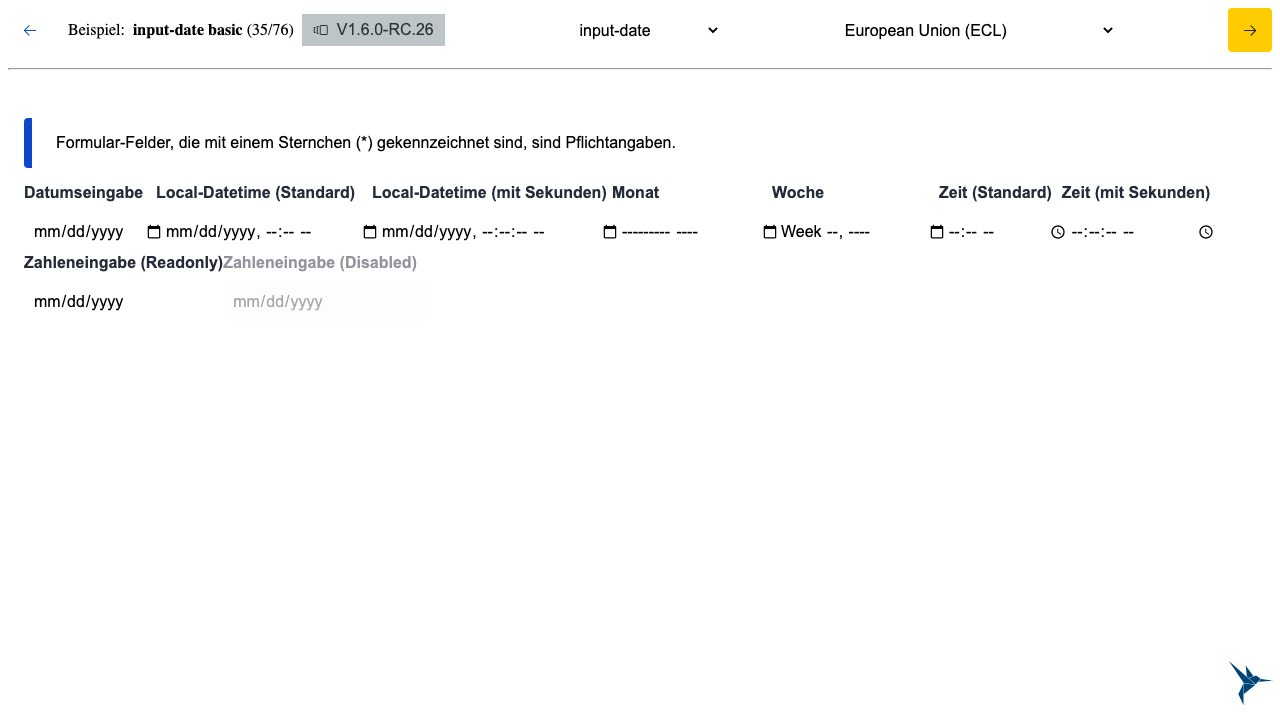 Beispiel: input-date basic (35/76) V1.6.0-RC.26 input-date European Union (ECL)
Formular-Felder, die mit einem Sternchen (*) gekennzeichnet sind, sind Pflichtangaben.
Datumseingabe Local-Datetime (Standard) Local-Datetime (mit Sekunden) Monat Woche Zeit (Standard) Zeit (mit Sekunden)
mm/dd/yyyy mm/dd/yyyy, --:-- -- mm/dd/yyyy, --:--:-- -- --------- ---- Week --, ---- --:-- -- --:--:-- --
Zahleneingabe (Readonly) Zahleneingabe (Disabled)
mm/dd/yyyy mm/dd/yyyy